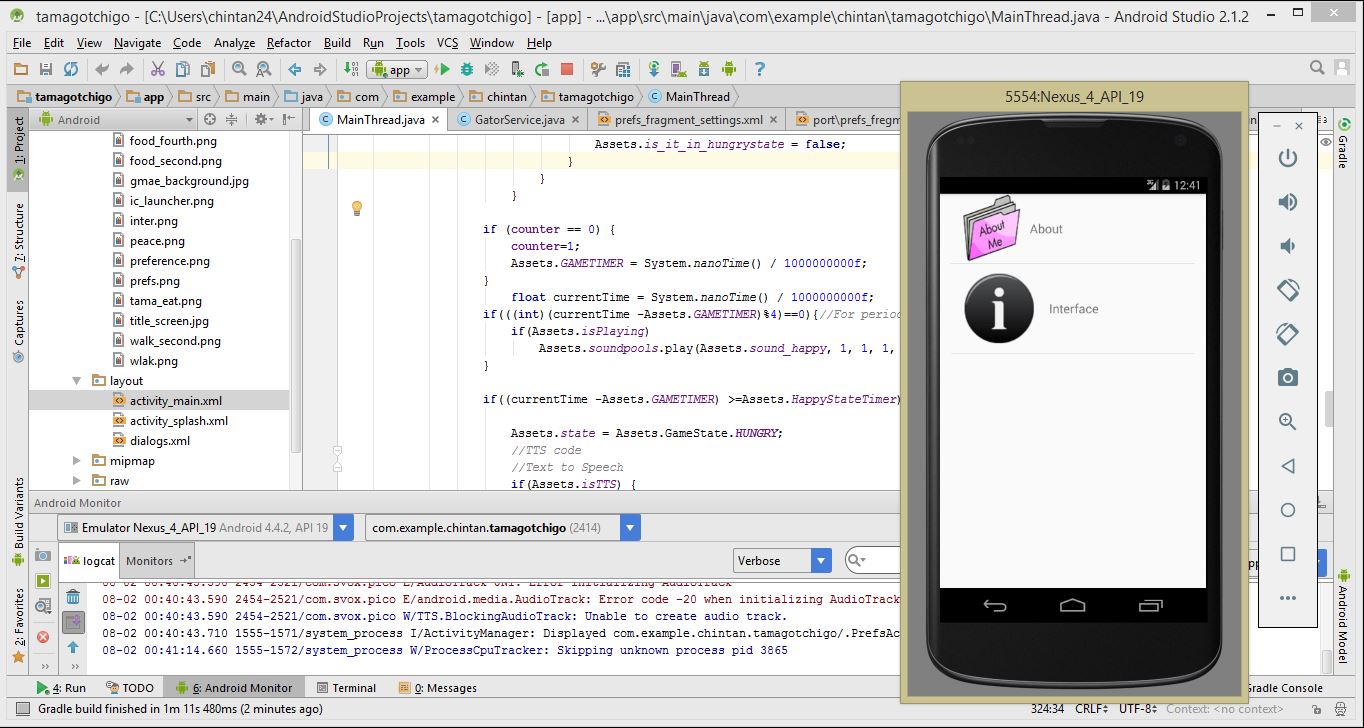 tamagotchigo - [C:\Users\chintan24\AndroidStudioProjects\tamagotchigo] - [app] - ...\app\src\main\java\com\example\chintan\tamagotchigo\MainThread.java - Android Studio 2.1.2
File Edit View Navigate Code Analyze Refactor Build Run Tools VCS Window Help
app
tamagotchigo app src main java com example chintan tamagotchigo MainThread
5554:Nexus_4_API_19
Android
MainThread.java GatorService.java prefs_fragment_settings.xml port\prefs_fregm
1: Project
7: Structure
Captures
Build Variants
2: Favorites
food_fourth.png
food_second.png
gmae_background.jpg
ic_launcher.png
inter.png
peace.png
preference.png
prefs.png
tama_eat.png
title_screen.jpg
walk_second.png
wlak.png
layout
activity_main.xml
activity_splash.xml
dialogs.xml
mipmap
raw
Assets.is_it_in_hungrystate = false;
}
}
}
if (counter == 0) {
counter=1;
Assets.GAMETIMER = System.nanoTime() / 1000000000f;
}
float currentTime = System.nanoTime() / 1000000000f;
if(((int)(currentTime -Assets.GAMETIMER)%4)==0){//For period
if(Assets.isPlaying)
Assets.soundpools.play(Assets.sound_happy, 1, 1, 1,
}
if((currentTime -Assets.GAMETIMER) >=Assets.HappyStateTimer)
Assets.state = Assets.GameState.HUNGRY;
//TTS code
//Text to Speech
if(Assets.isTTS) {
3G 12:41
About Me
About
i
Interface
Gradle
Android Model
Android Monitor
Emulator Nexus_4_API_19 Android 4.4.2, API 19 com.example.chintan.tamagotchigo (2414)
logcat Monitors Verbose
08-02 00:40:43.590 2454-2521/com.svox.pico E/AudioTrack-JNI: Error initializing AudioTrack
08-02 00:40:43.590 2454-2521/com.svox.pico E/android.media.AudioTrack: Error code -20 when initializing AudioTrack
08-02 00:40:43.590 2454-2521/com.svox.pico W/TTS.BlockingAudioTrack: Unable to create audio track.
08-02 00:40:43.710 1555-1571/system_process I/ActivityManager: Displayed com.example.chintan.tamagotchigo/.PrefsAc
08-02 00:41:14.660 1555-1572/system_process W/ProcessCpuTracker: Skipping unknown process pid 3865
4: Run TODO 6: Android Monitor Terminal 0: Messages Gradle Console
Gradle build finished in 1m 11s 480ms (2 minutes ago) 324:34 CRLF UTF-8 Context: <no context>